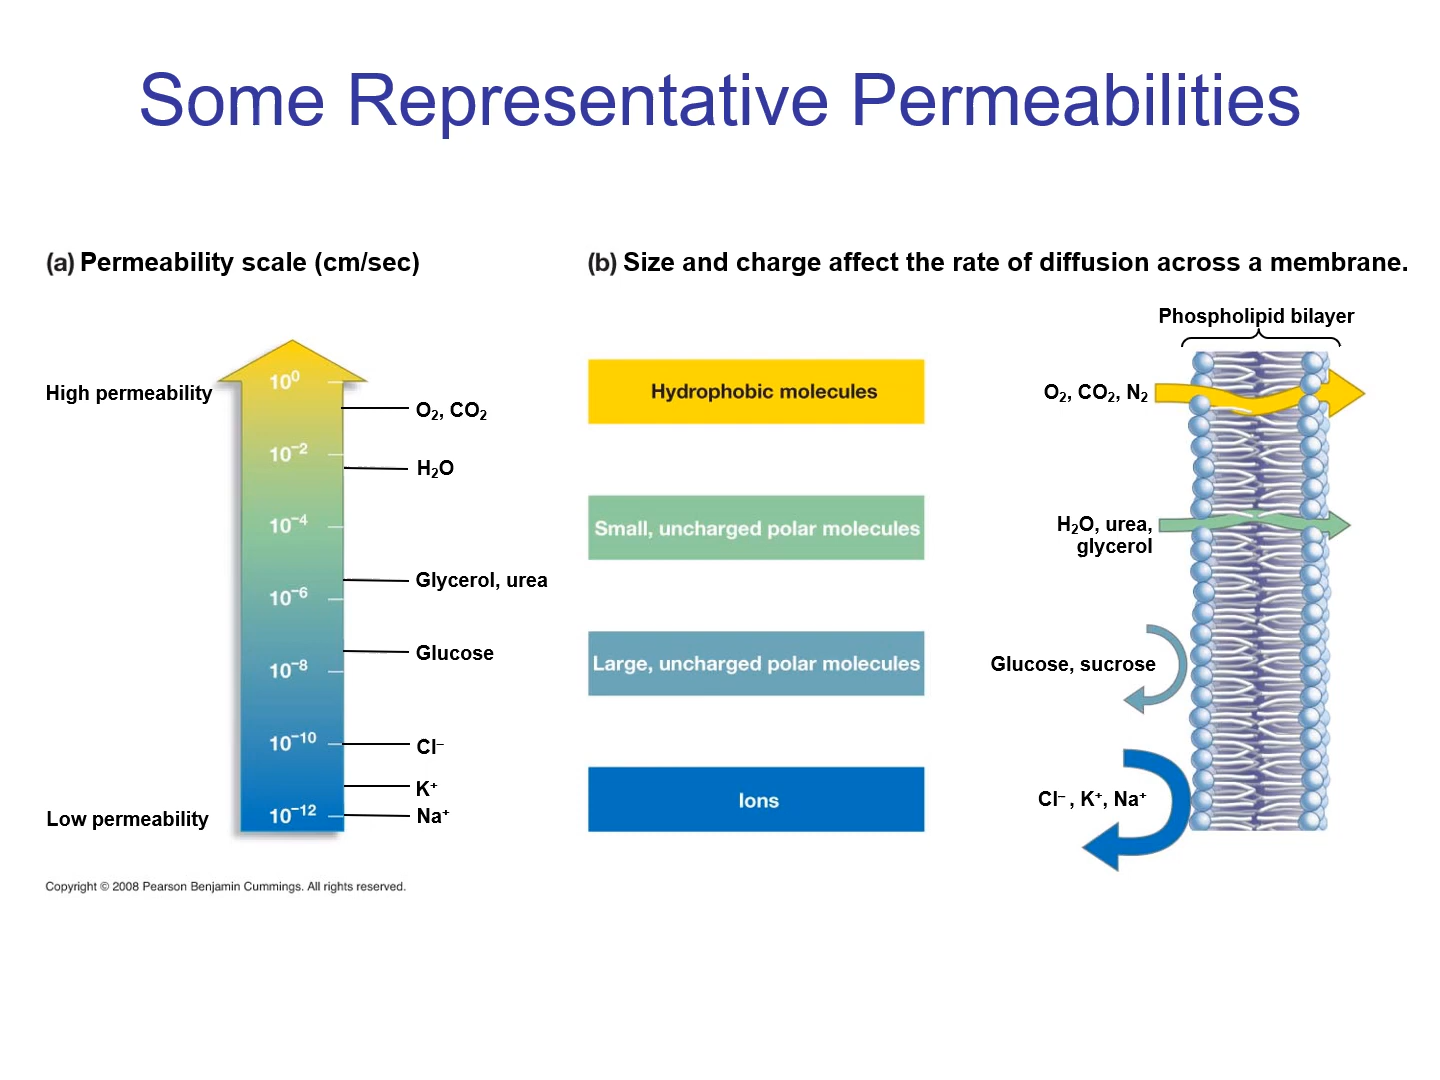 Some Representative Permeabilities
(a) Permeability scale (cm/sec)
High permeability
10⁰
10⁻²
10⁻⁴
10⁻⁶
10⁻⁸
10⁻¹⁰
10⁻¹²
Low permeability
O₂, CO₂
H₂O
Glycerol, urea
Glucose
Cl⁻
K⁺
Na⁺
(b) Size and charge affect the rate of diffusion across a membrane.
Phospholipid bilayer
Hydrophobic molecules
O₂, CO₂, N₂
Small, uncharged polar molecules
H₂O, urea,
glycerol
Large, uncharged polar molecules
Glucose, sucrose
Ions
Cl⁻ , K⁺, Na⁺
Copyright © 2008 Pearson Benjamin Cummings. All rights reserved.